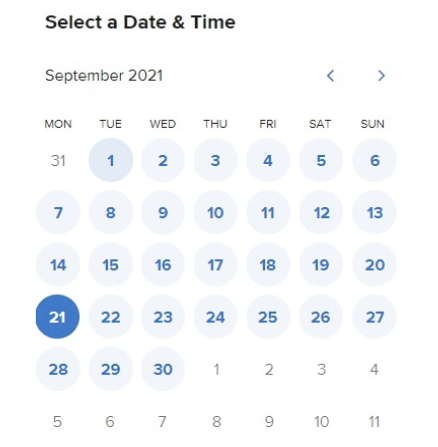 Select a Date & Time
September 2021
MON TUE WED THU FRI SAT SUN
31 1 2 3 4 5 6
7 8 9 10 11 12 13
14 15 16 17 18 19 20
21 22 23 24 25 26 27
28 29 30 1 2 3 4
5 6 7 8 9 10 11